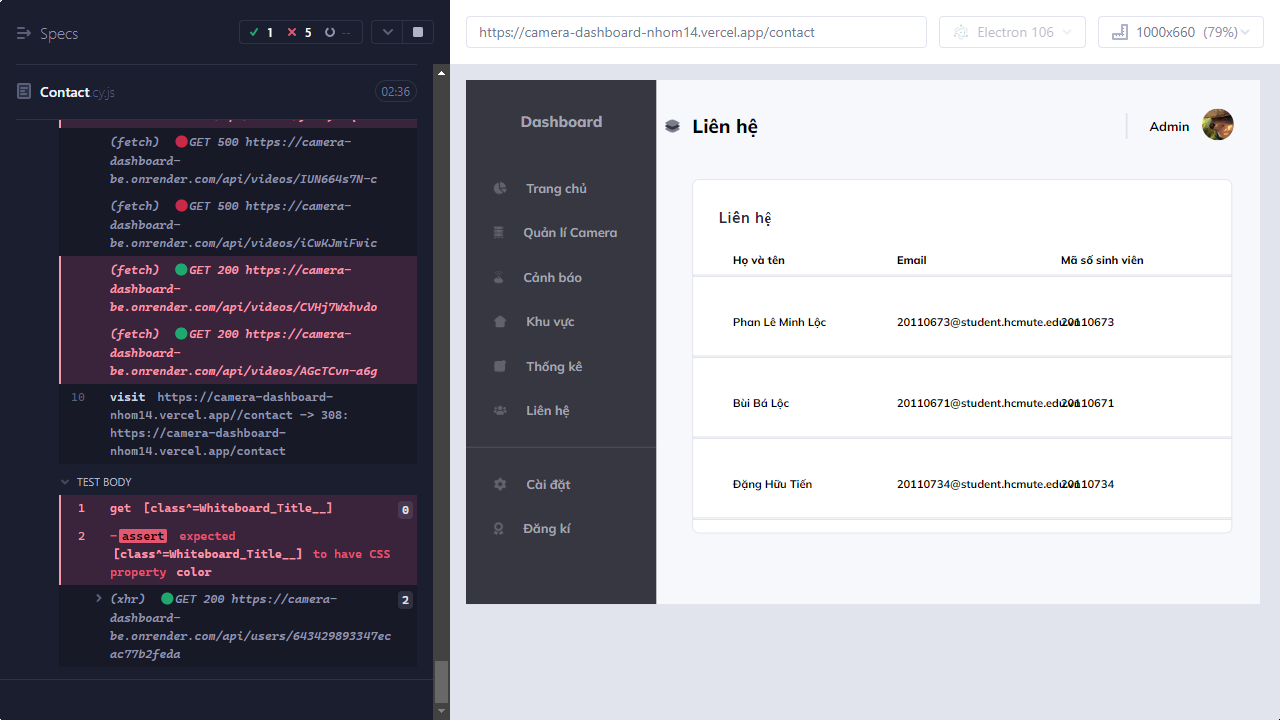 Specs
1
5
--
Contact.cy.js
02:36
(fetch) GET 500 https://camera-
dashboard-
be.onrender.com/api/videos/IUN664s7N-c
(fetch) GET 500 https://camera-
dashboard-
be.onrender.com/api/videos/iCwKJmiFwic
(fetch) GET 200 https://camera-
dashboard-
be.onrender.com/api/videos/CVHj7Wxhvdo
(fetch) GET 200 https://camera-
dashboard-
be.onrender.com/api/videos/AGcTCvn-a6g
10 visit https://camera-dashboard-
nhom14.vercel.app//contact -> 308:
https://camera-dashboard-
nhom14.vercel.app/contact
TEST BODY
1 get [class^=Whiteboard_Title__] 0
2 -assert expected
[class^=Whiteboard_Title__] to have CSS
property color
(xhr) GET 200 https://camera- 2
dashboard-
be.onrender.com/api/users/643429893347ec
ac77b2feda
https://camera-dashboard-nhom14.vercel.app/contact
Electron 106
1000x660 (79%)
Dashboard
Trang chủ
Quản lí Camera
Cảnh báo
Khu vực
Thống kê
Liên hệ
Cài đặt
Đăng kí
Liên hệ
Admin
Liên hệ
Họ và tên Email Mã số sinh viên
Phan Lê Minh Lộc 20110673@student.hcmute.edu.vn 20110673
Bùi Bá Lộc 20110671@student.hcmute.edu.vn 20110671
Đặng Hữu Tiến 20110734@student.hcmute.edu.vn 20110734